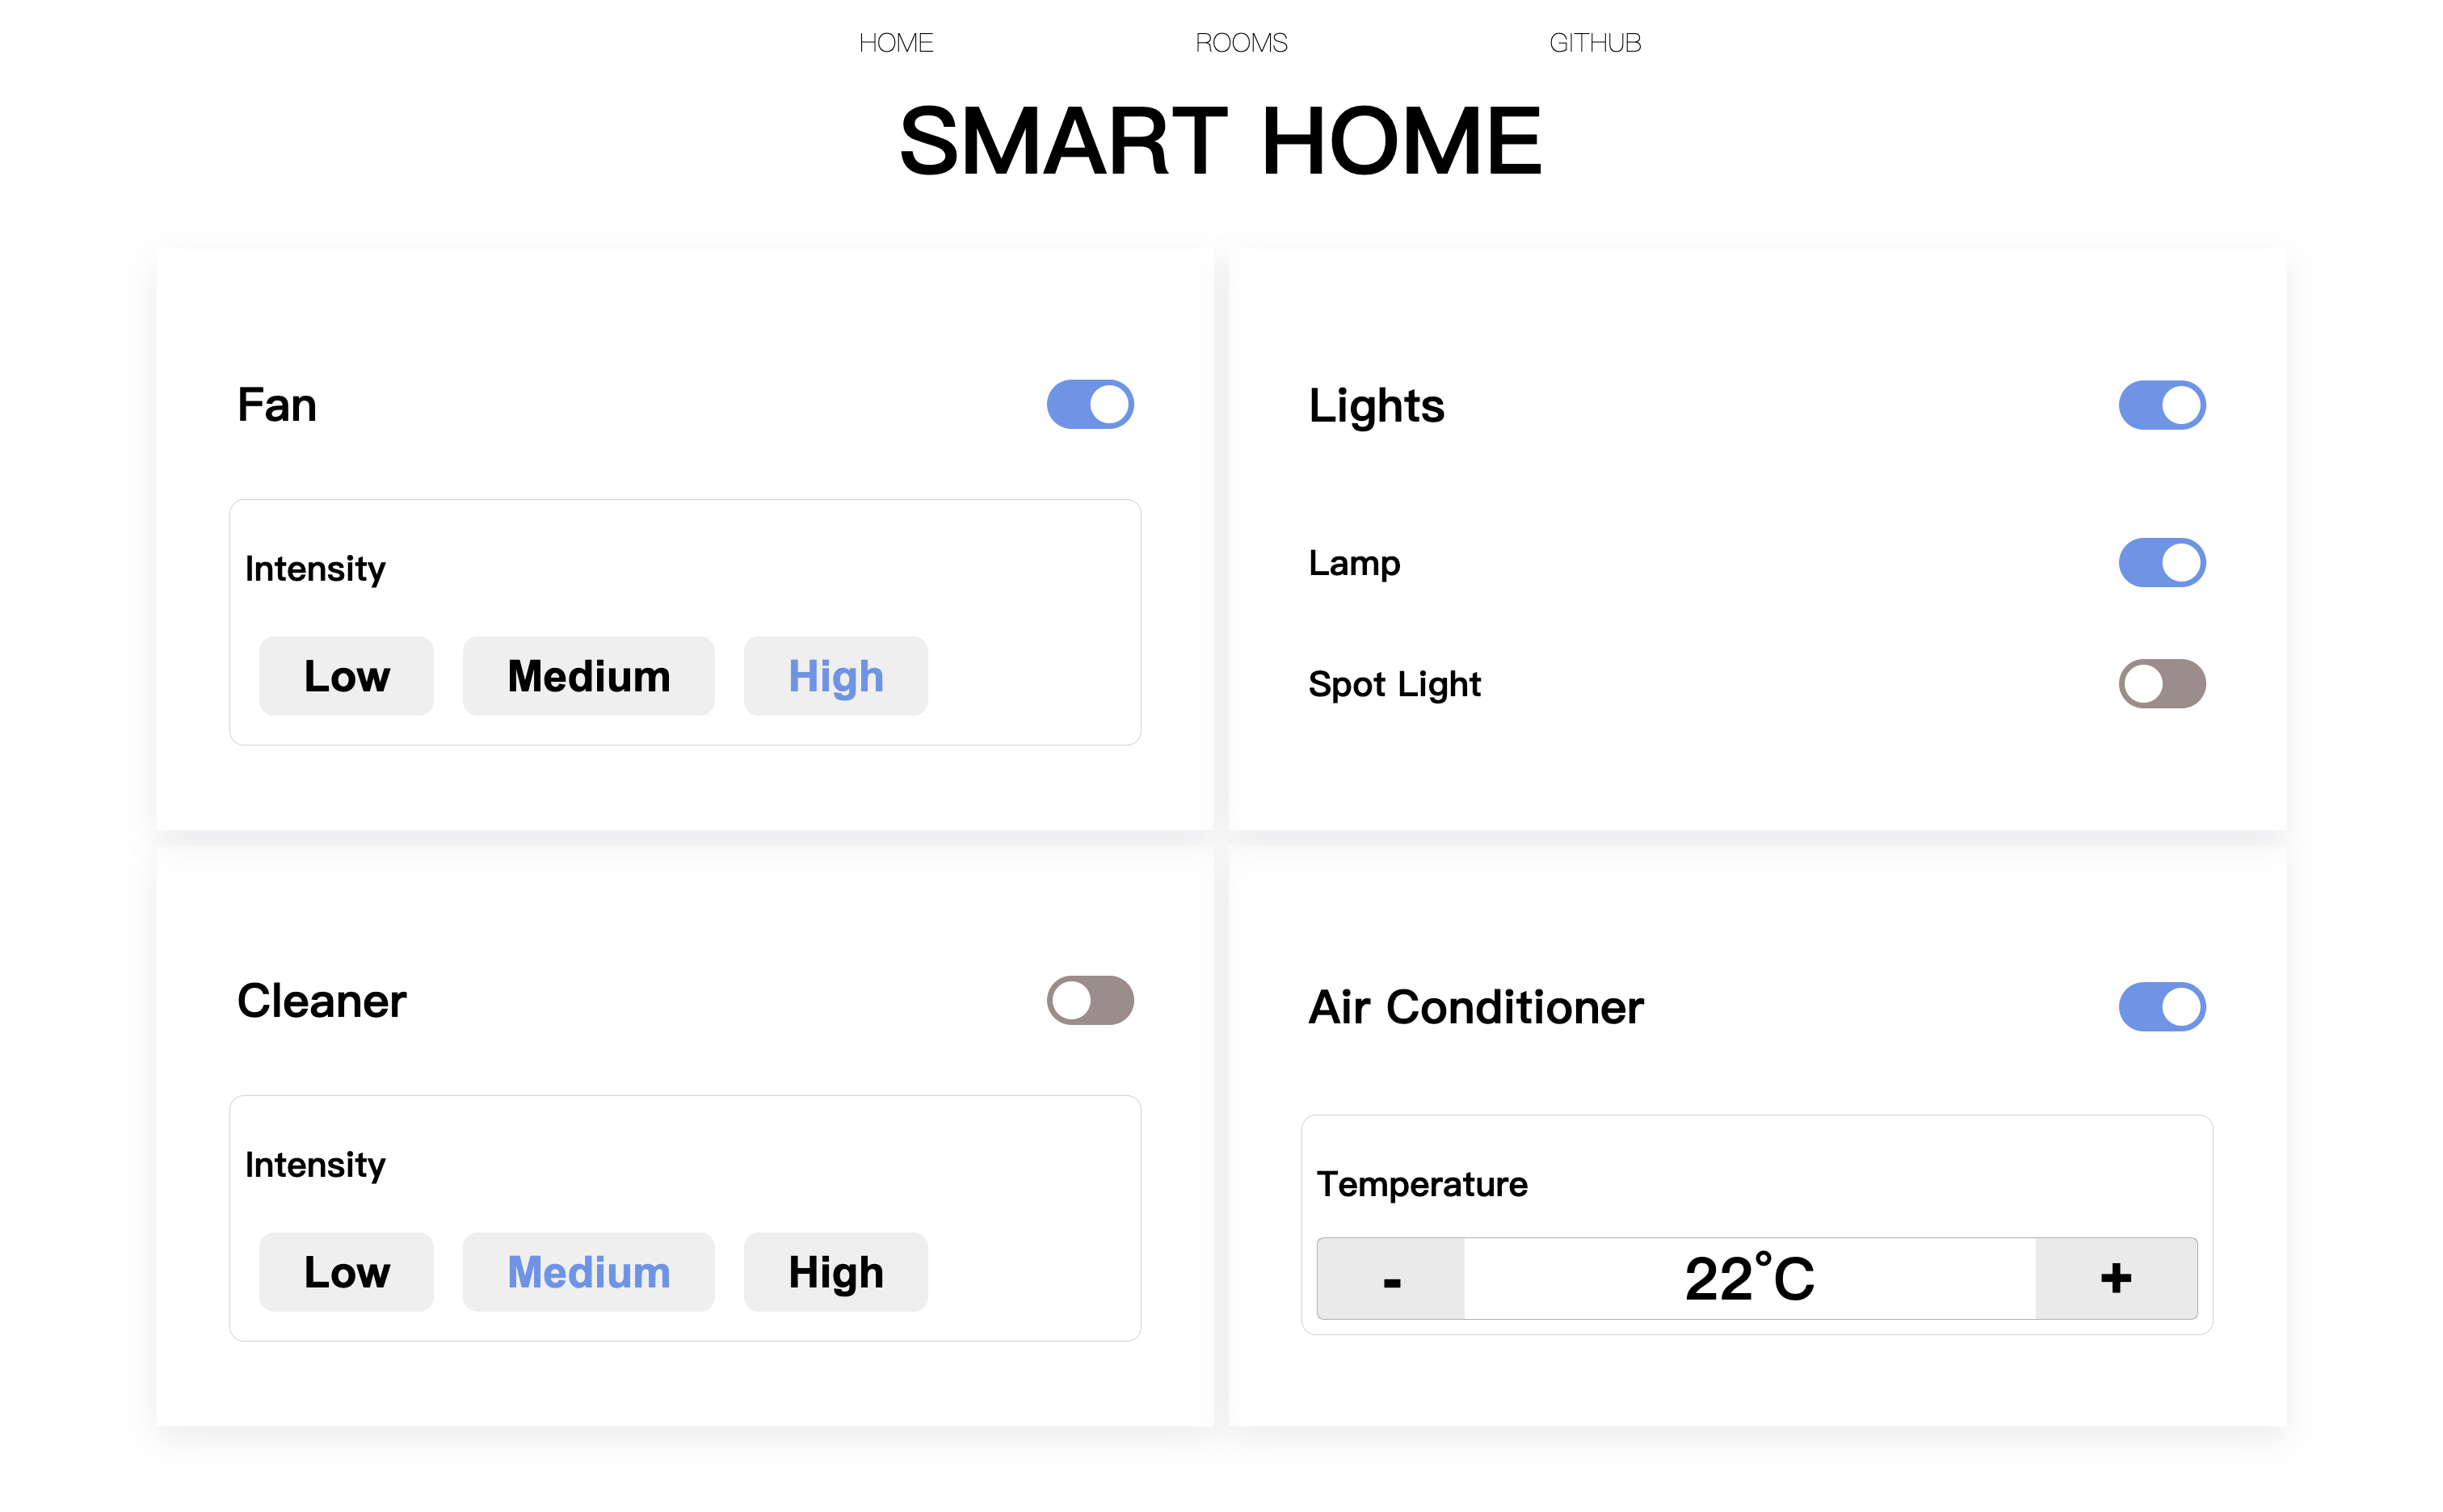 HOME ROOMS GITHUB
SMART HOME
Fan
Intensity
Low Medium High
Lights
Lamp
Spot Light
Cleaner
Intensity
Low Medium High
Air Conditioner
Temperature
- 22°C +